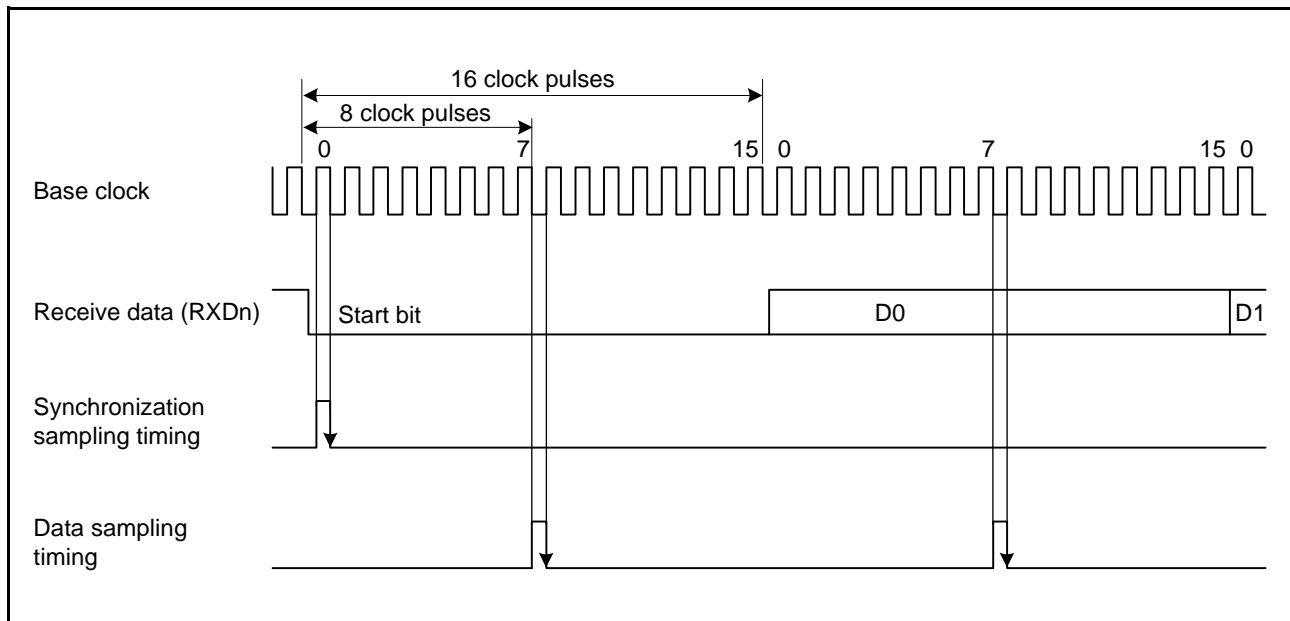 16 clock pulses
8 clock pulses
0 7 15 0 7 15 0
Base clock
Receive data (RXDn) Start bit D0 D1
Synchronization
sampling timing
Data sampling
timing